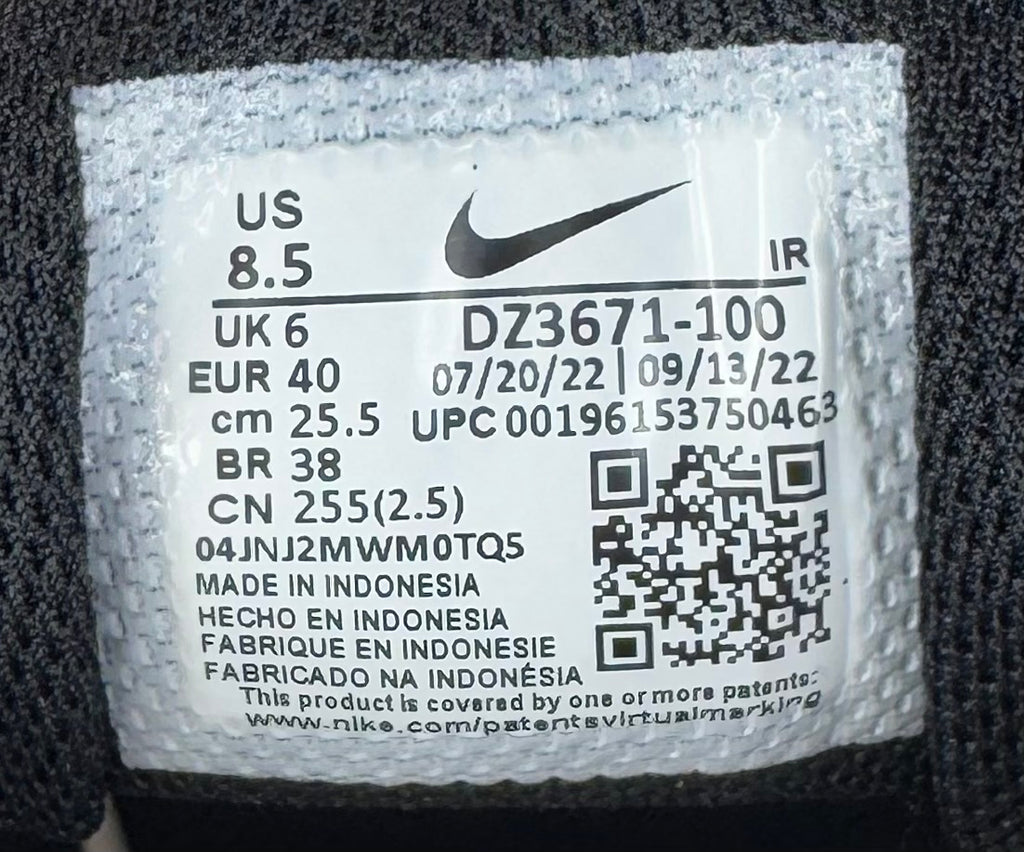 US
8.5
IR
UK 6
DZ3671-100
EUR 40
07/20/22 | 09/13/22
cm 25.5
UPC 00196153750463
BR 38
CN 255(2.5)
04JNJ2MWM0TQ5
MADE IN INDONESIA
HECHO EN INDONESIA
FABRIQUE EN INDONESIE
FABRICADO NA INDONÉSIA
This product is covered by one or more patents:
www.nike.com/patentsvirtualmarking